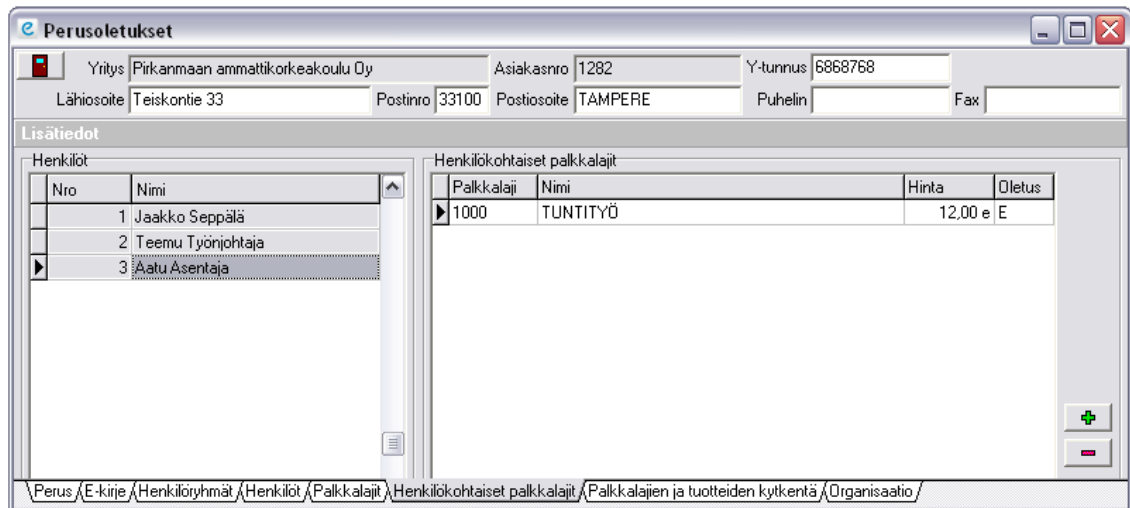 Perusoletukset
Yritys Pirkanmaan ammattikorkeakoulu Oy Asiakasnro 1282 Y-tunnus 6868768
Lähiosoite Teiskontie 33 Postinro 33100 Postiosoite TAMPERE Puhelin Fax
Lisätiedot
Henkilöt Henkilökohtaiset palkkalajit
Nro Nimi Palkkalaji Nimi Hinta Oletus
1 Jaakko Seppälä 1000 TUNTITYÖ 12,00 e E
2 Teemu Työnjohtaja
3 Aatu Asentaja
Perus E-kirje Henkilöryhmät Henkilöt Palkkalajit Henkilökohtaiset palkkalajit Palkkalajien ja tuotteiden kytkentä Organisaatio